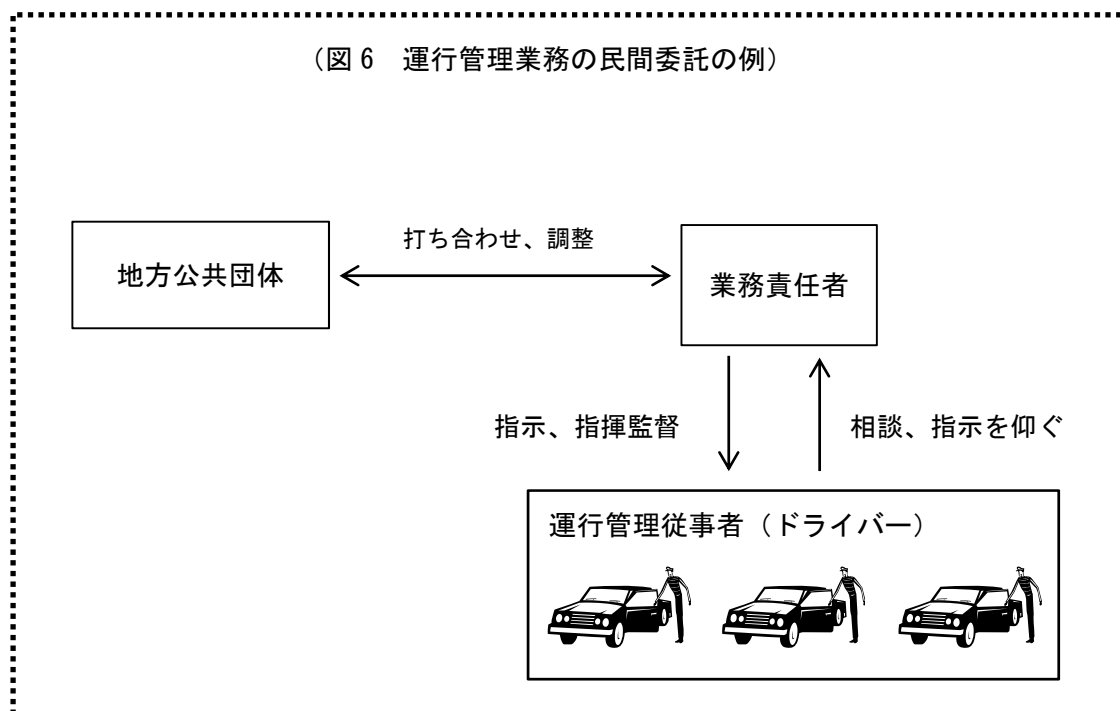 （図６　運行管理業務の民間委託の例）
打ち合わせ、調整
地方公共団体
業務責任者
指示、指揮監督
相談、指示を仰ぐ
運行管理従事者（ドライバー）